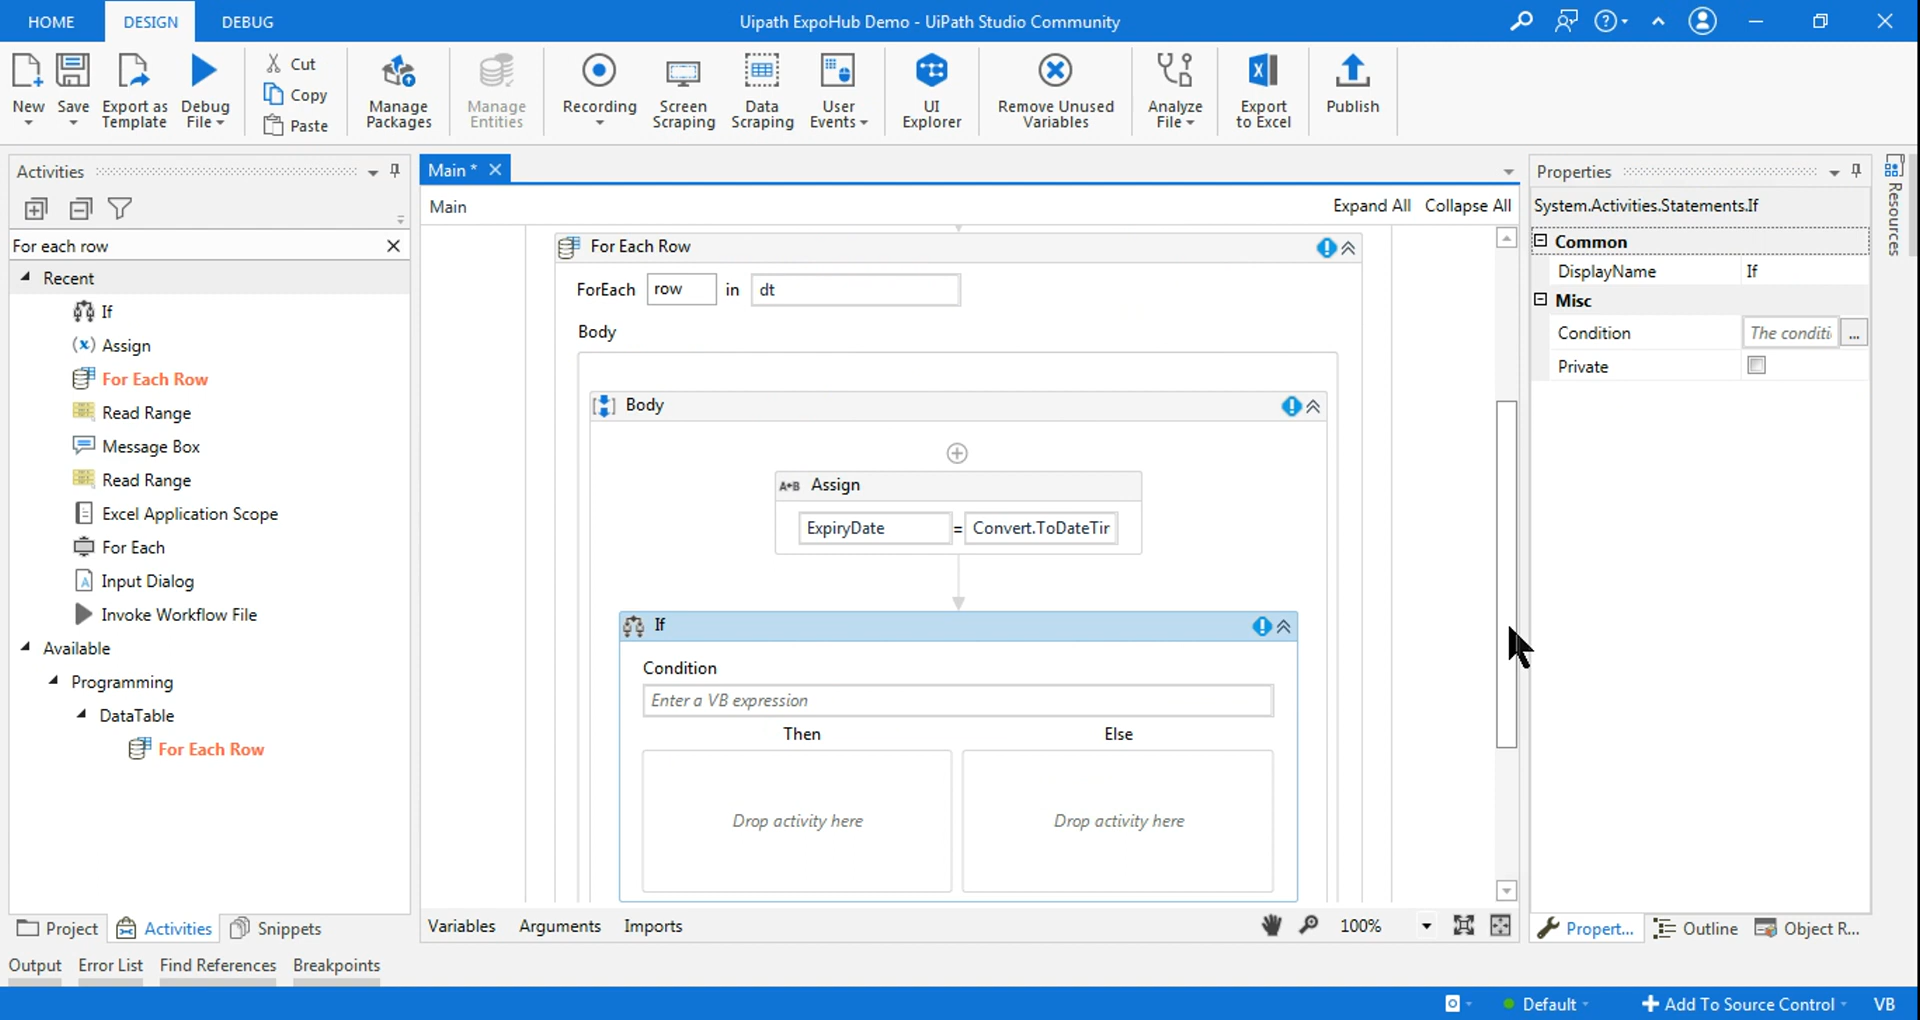 HOME DESIGN DEBUG Uipath ExpoHub Demo - UiPath Studio Community
New Save Export as Template Debug File Cut Copy Paste Manage Packages Manage Entities Recording Screen Scraping Data Scraping User Events UI Explorer Remove Unused Variables Analyze File Export to Excel Publish
Activities
For each row
Recent
If
Assign
For Each Row
Read Range
Message Box
Read Range
Excel Application Scope
For Each
Input Dialog
Invoke Workflow File
Available
Programming
DataTable
For Each Row
Project Activities Snippets
Main *
Main Expand All Collapse All
For Each Row
ForEach row in dt
Body
Body
Assign
ExpiryDate = Convert.ToDateTir
If
Condition
Enter a VB expression
Then Else
Drop activity here Drop activity here
Variables Arguments Imports 100%
Properties
System.Activities.Statements.If
Common
DisplayName If
Misc
Condition The conditi ...
Private
Propert... Outline Object R...
Resources
Output Error List Find References Breakpoints
Default Add To Source Control VB